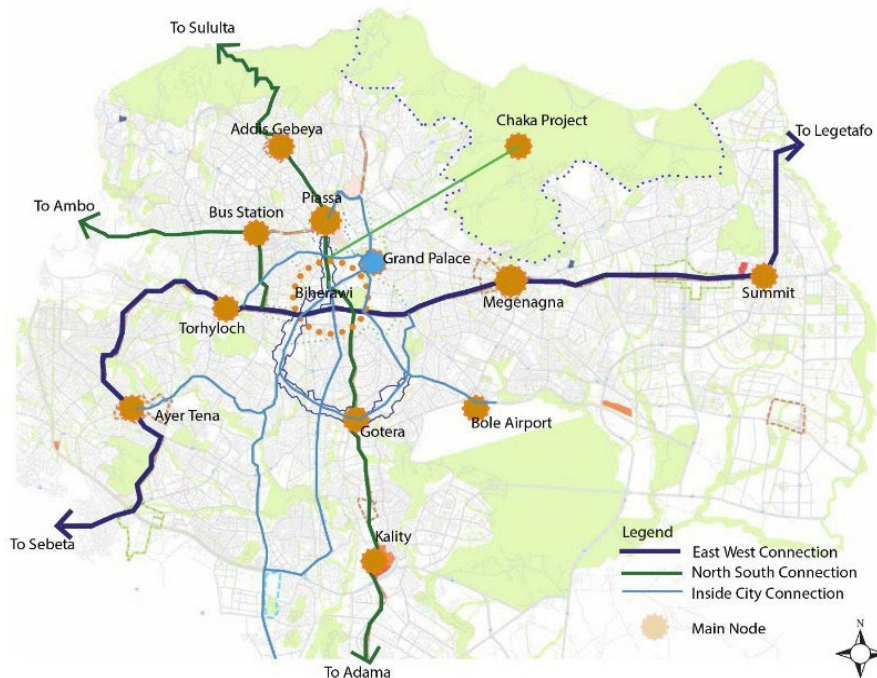 To Sululta
Addis Gebeya
Chaka Project
To Legetafo
To Ambo
Bus Station
Piassa
Grand Palace
Biherawi
Megenagna
Summit
Torhyloch
Ayer Tena
Gotera
Bole Airport
To Sebeta
Kality
Legend
East West Connection
North South Connection
Inside City Connection
Main Node
N
To Adama